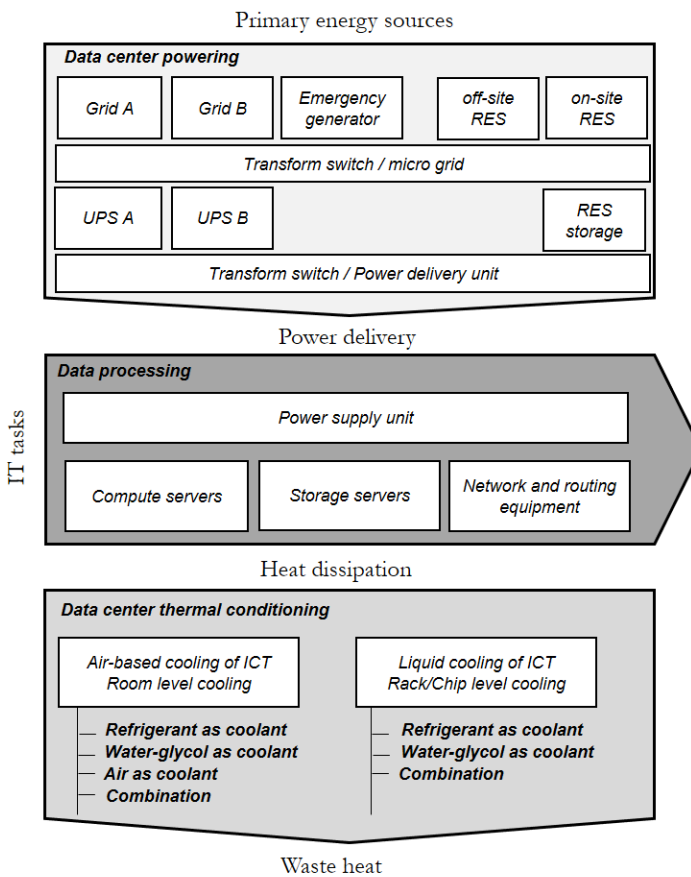 Primary energy sources
Data center powering
Grid A
Grid B
Emergency
generator
off-site
RES
on-site
RES
Transform switch / micro grid
UPS A
UPS B
RES
storage
Transform switch / Power delivery unit
Power delivery
IT tasks
Data processing
Power supply unit
Compute servers
Storage servers
Network and routing
equipment
Heat dissipation
Data center thermal conditioning
Air-based cooling of ICT
Room level cooling
Refrigerant as coolant
Water-glycol as coolant
Air as coolant
Combination
Liquid cooling of ICT
Rack/Chip level cooling
Refrigerant as coolant
Water-glycol as coolant
Combination
Waste heat